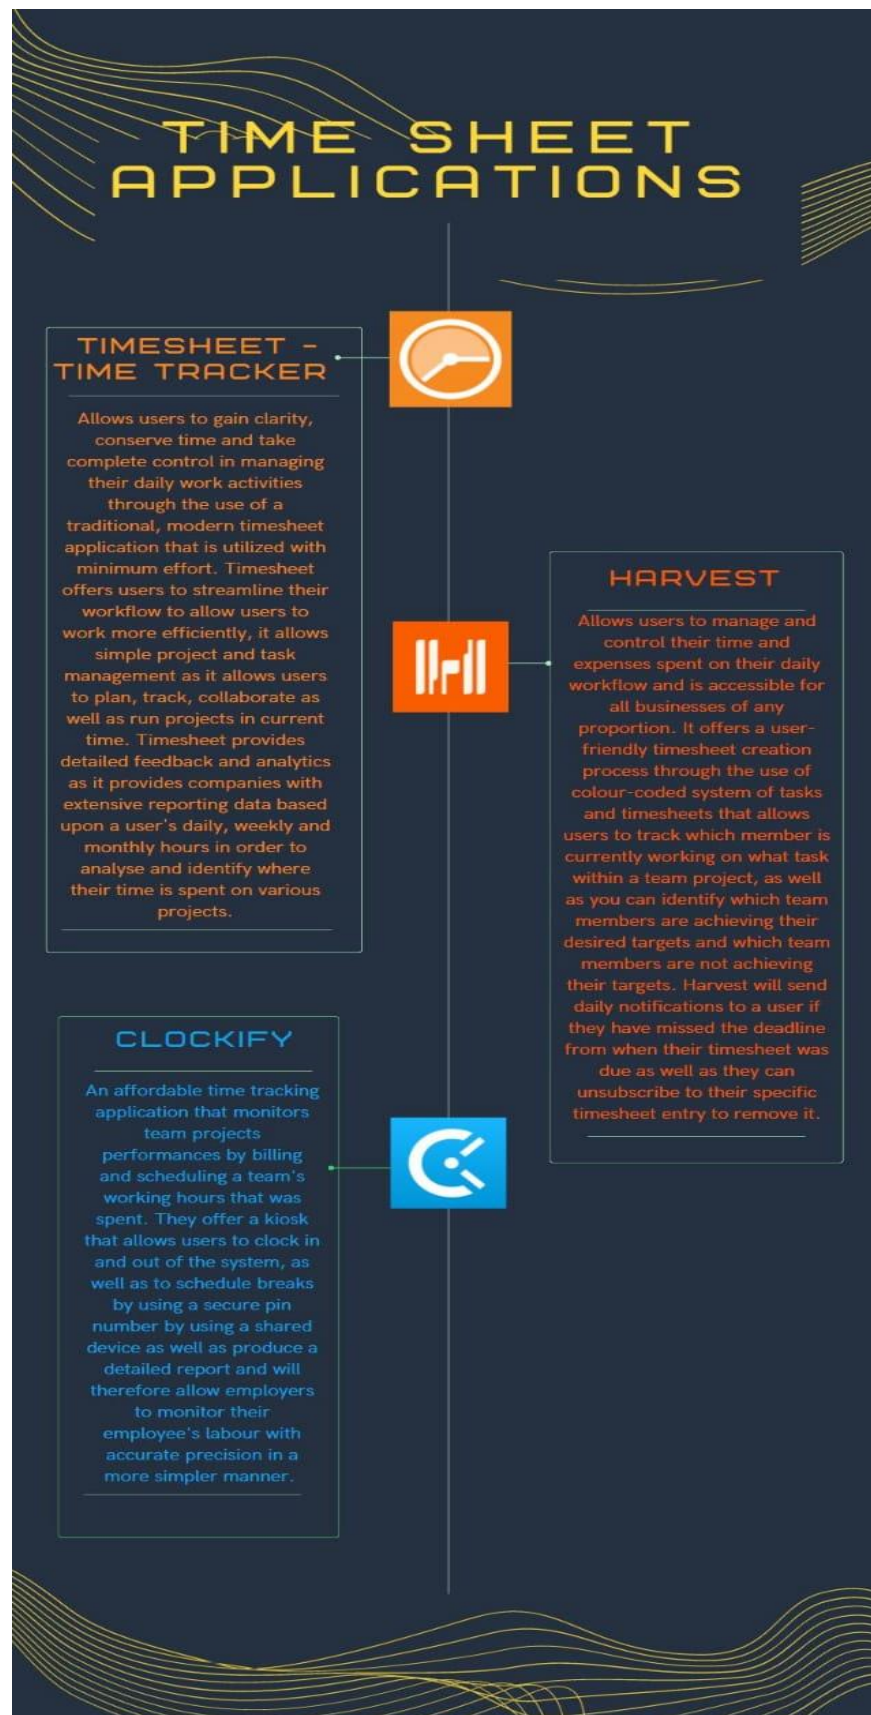 TIME SHEET
APPLICATIONS
TIMESHEET -
TIME TRACKER
Allows users to gain clarity,
conserve time and take
complete control in managing
their daily work activities
through the use of a
traditional, modern timesheet
application that is utilized with
minimum effort. Timesheet
offers users to streamline their
workflow to allow users to
work more efficiently, it allows
simple project and task
management as it allows users
to plan, track, collaborate as
well as run projects in current
time. Timesheet provides
detailed feedback and analytics
as it provides companies with
extensive reporting data based
upon a user's daily, weekly and
monthly hours in order to
analyse and identify where
their time is spent on various
projects.
HARVEST
Allows users to manage and
control their time and
expenses spent on their daily
workflow and is accessible for
all businesses of any
proportion. It offers a user-
friendly timesheet creation
process through the use of
colour-coded system of tasks
and timesheets that allows
users to track which member is
currently working on what task
within a team project, as well
as you can identify which team
members are achieving their
desired targets and which team
members are not achieving
their targets. Harvest will send
daily notifications to a user if
they have missed the deadline
from when their timesheet was
due as well as they can
unsubscribe to their specific
timesheet entry to remove it.
CLOCKIFY
An affordable time tracking
application that monitors
team projects
performances by billing
and scheduling a team's
working hours that was
spent. They offer a kiosk
that allows users to clock in
and out of the system, as
well as to schedule breaks
by using a secure pin
number by using a shared
device as well as produce a
detailed report and will
therefore allow employers
to monitor their
employee's labour with
accurate precision in a
more simpler manner.